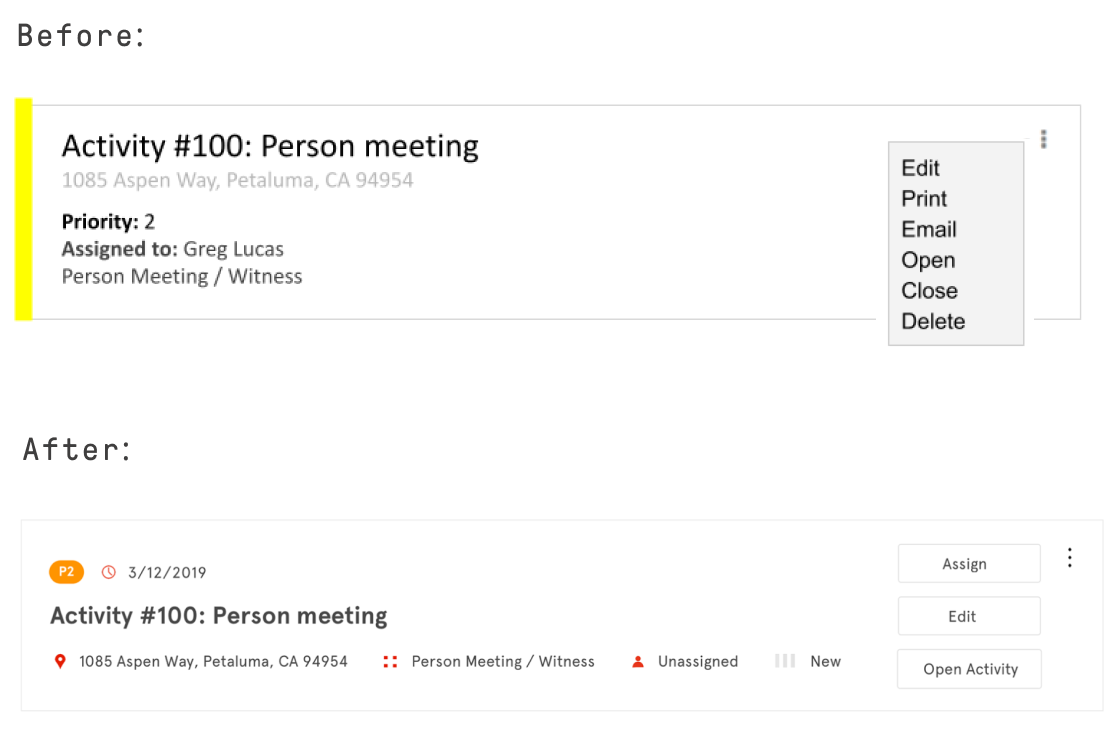 Before:
Activity #100: Person meeting
1085 Aspen Way, Petaluma, CA 94954
Priority: 2
Assigned to: Greg Lucas
Person Meeting / Witness
Edit
Print
Email
Open
Close
Delete
After:
P2 3/12/2019
Activity #100: Person meeting
1085 Aspen Way, Petaluma, CA 94954 Person Meeting / Witness Unassigned New
Assign
Edit
Open Activity